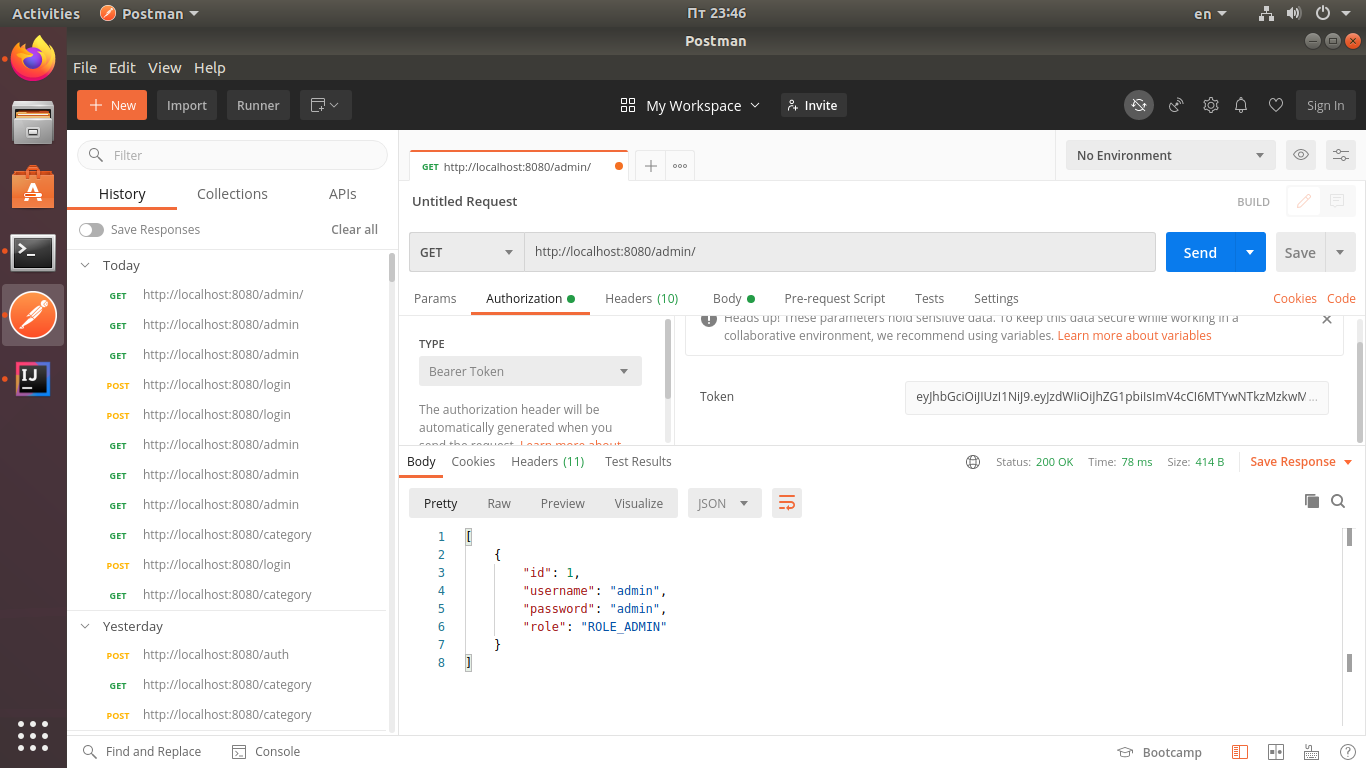 Activities
Postman
Пт 23:46
en
Postman
File Edit View Help
New
Import
Runner
My Workspace
Invite
Sign In
Filter
History
Collections
APIs
Save Responses
Clear all
Today
GET http://localhost:8080/admin/
GET http://localhost:8080/admin
GET http://localhost:8080/admin
POST http://localhost:8080/login
POST http://localhost:8080/login
GET http://localhost:8080/admin
GET http://localhost:8080/admin
GET http://localhost:8080/admin
GET http://localhost:8080/category
POST http://localhost:8080/login
GET http://localhost:8080/category
Yesterday
POST http://localhost:8080/auth
GET http://localhost:8080/category
POST http://localhost:8080/category
GET http://localhost:8080/admin/
No Environment
Untitled Request
BUILD
GET
http://localhost:8080/admin/
Send
Save
Params
Authorization
Headers (10)
Body
Pre-request Script
Tests
Settings
Cookies
Code
TYPE
Bearer Token
The authorization header will be
automatically generated when you
send the request. Learn more about
Heads up! These parameters hold sensitive data. To keep this data secure while working in a
collaborative environment, we recommend using variables. Learn more about variables
Token
eyJhbGciOiJIUzI1NiJ9.eyJzdWIiOiJhZG1pbiIsImV4cCI6MTYwNTkzMzkwM...
Body
Cookies
Headers (11)
Test Results
Status: 200 OK
Time: 78 ms
Size: 414 B
Save Response
Pretty
Raw
Preview
Visualize
JSON
1 [
2 {
3 "id": 1,
4 "username": "admin",
5 "password": "admin",
6 "role": "ROLE_ADMIN"
7 }
8 ]
Find and Replace
Console
Bootcamp